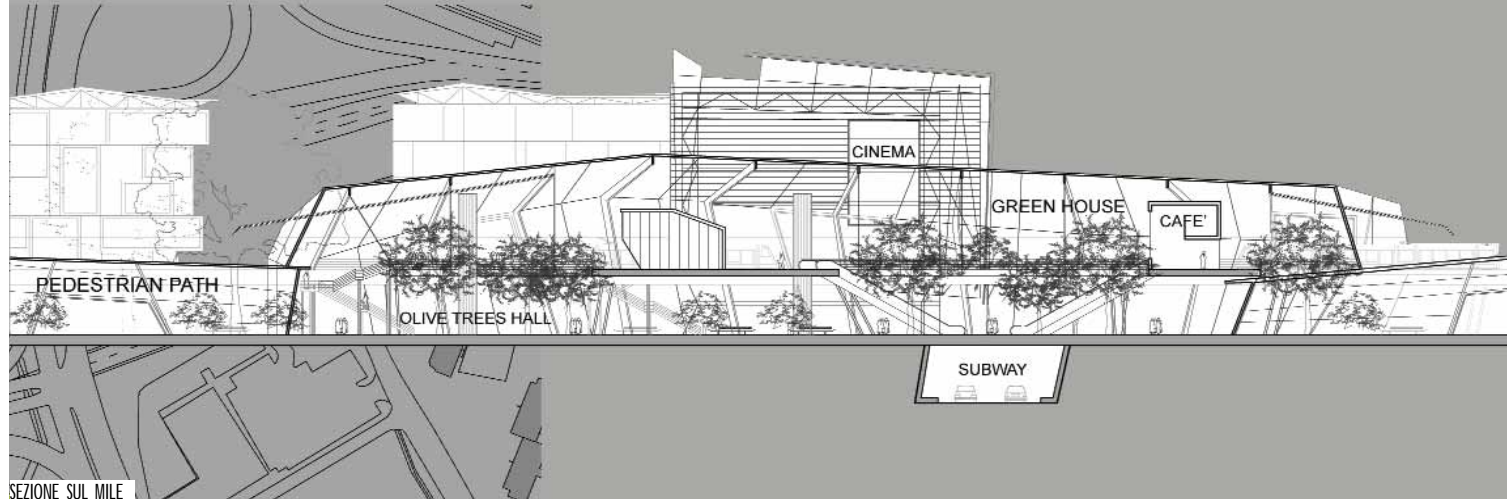 CINEMA
GREEN HOUSE
CAFE'
PEDESTRIAN PATH
OLIVE TREES HALL
SUBWAY
SEZIONE SUL MILE